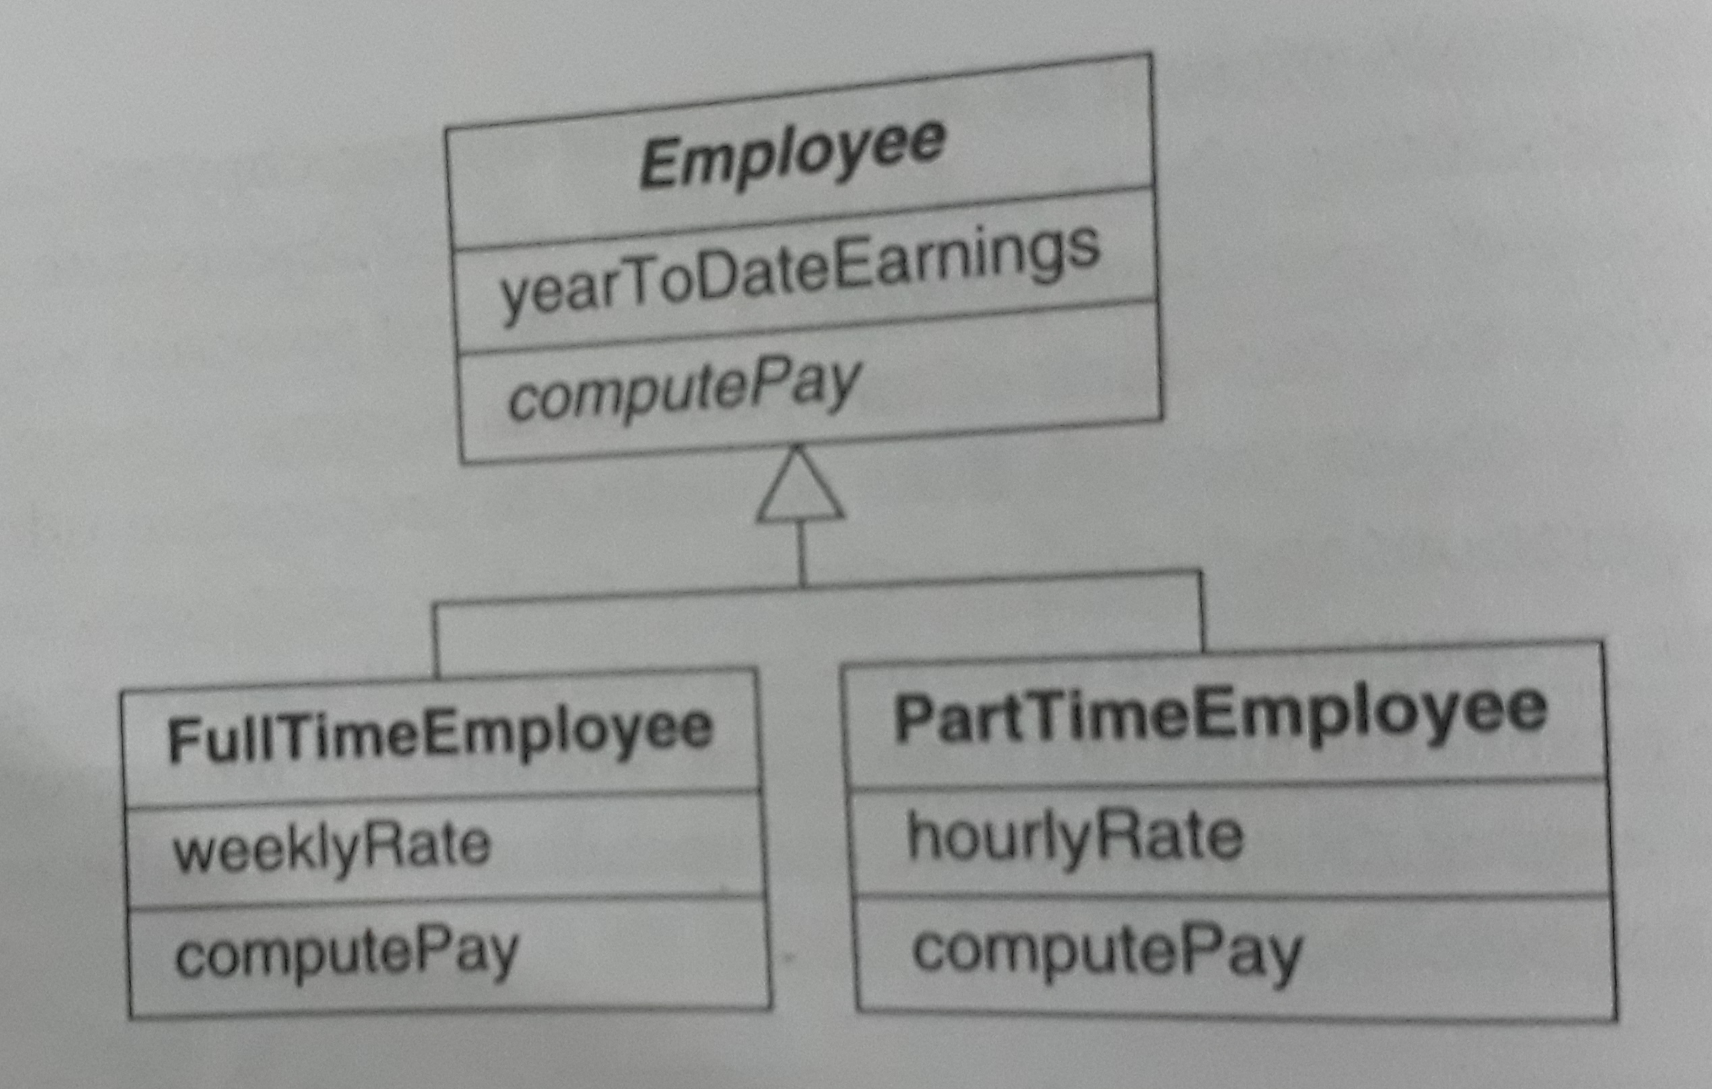 Employee
yearToDateEarnings
computePay
FullTimeEmployee
weeklyRate
computePay
PartTimeEmployee
hourlyRate
computePay